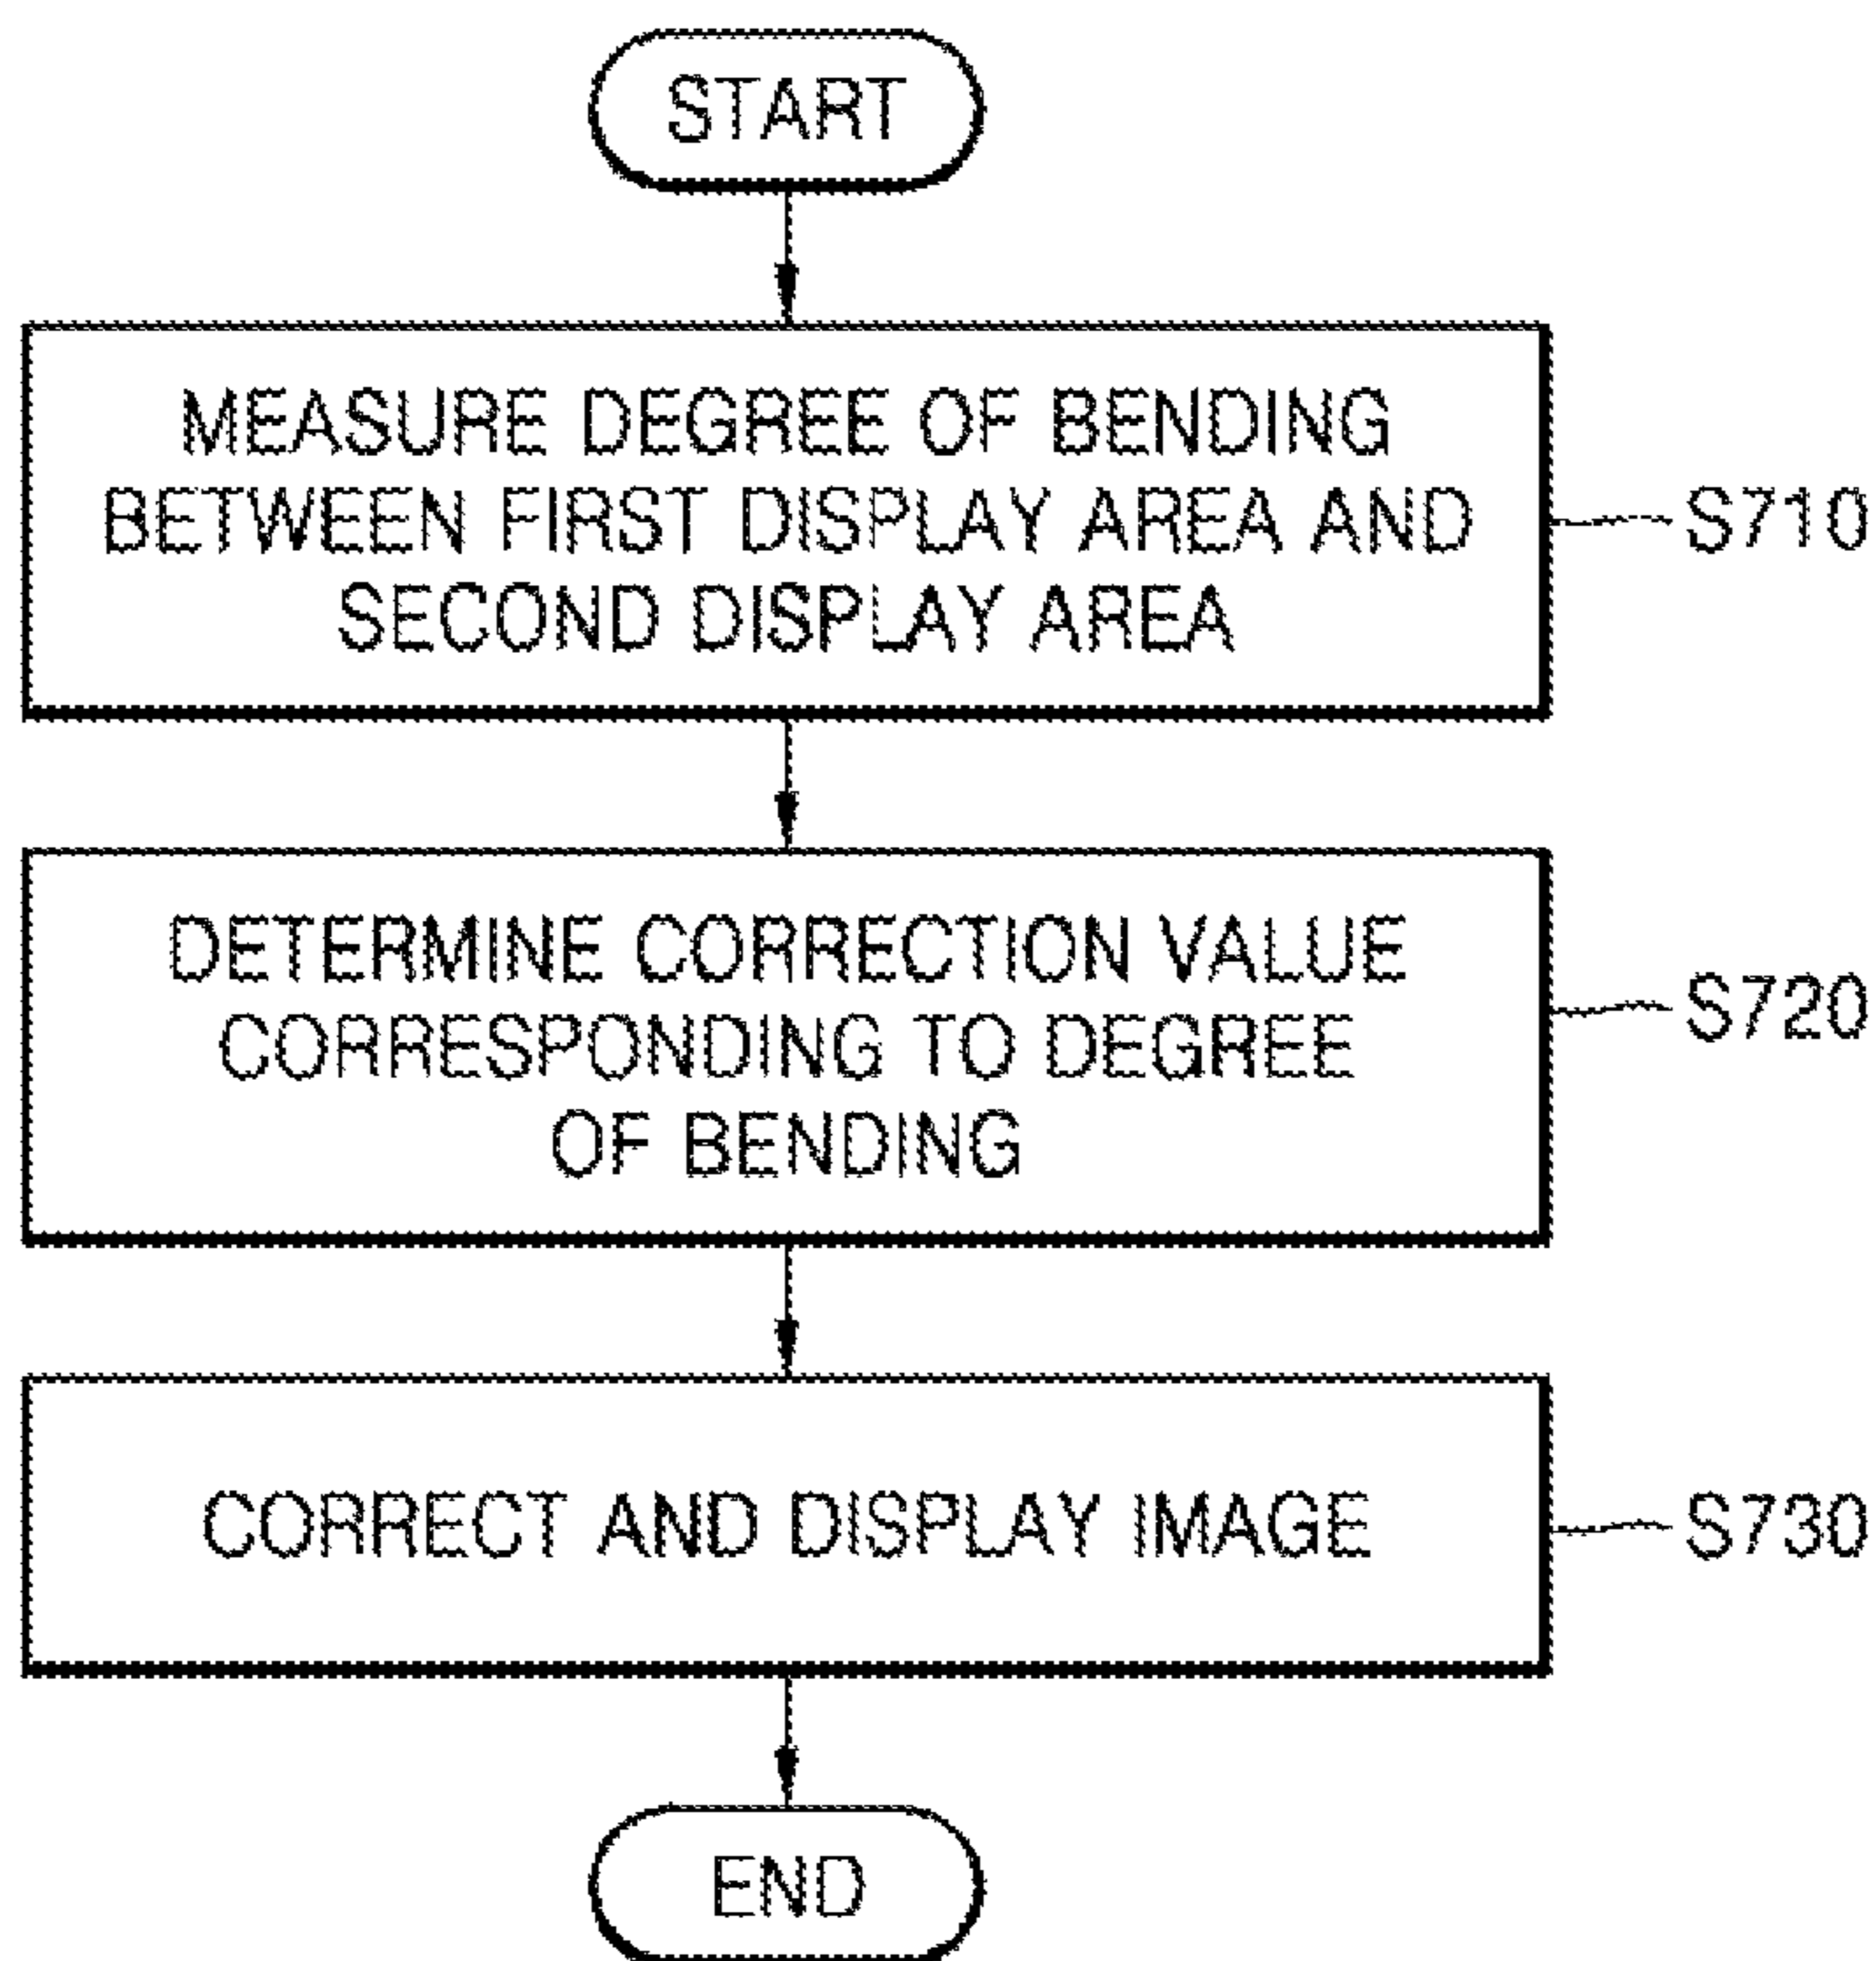 START
MEASURE DEGREE OF BENDING
BETWEEN FIRST DISPLAY AREA AND
SECOND DISPLAY AREA
S710
DETERMINE CORRECTION VALUE
CORRESPONDING TO DEGREE
OF BENDING
S720
CORRECT AND DISPLAY IMAGE
S730
END